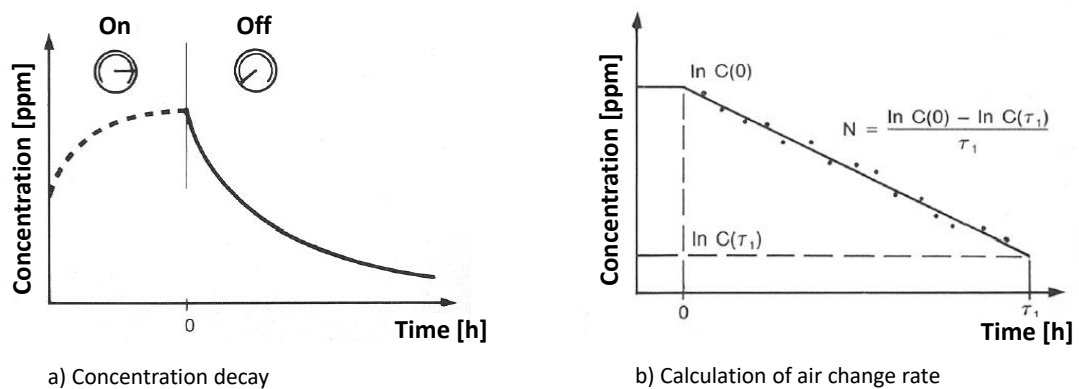 On Off
Concentration [ppm]
0
Time [h]
a) Concentration decay
Concentration [ppm]
ln C(0)
N = ln C(0) − ln C(τ₁) / τ₁
ln C(τ₁)
0 τ₁
Time [h]
b) Calculation of air change rate